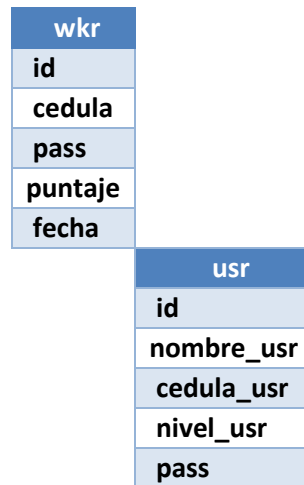 wkr
id
cedula
pass
puntaje
fecha
usr
id
nombre_usr
cedula_usr
nivel_usr
pass